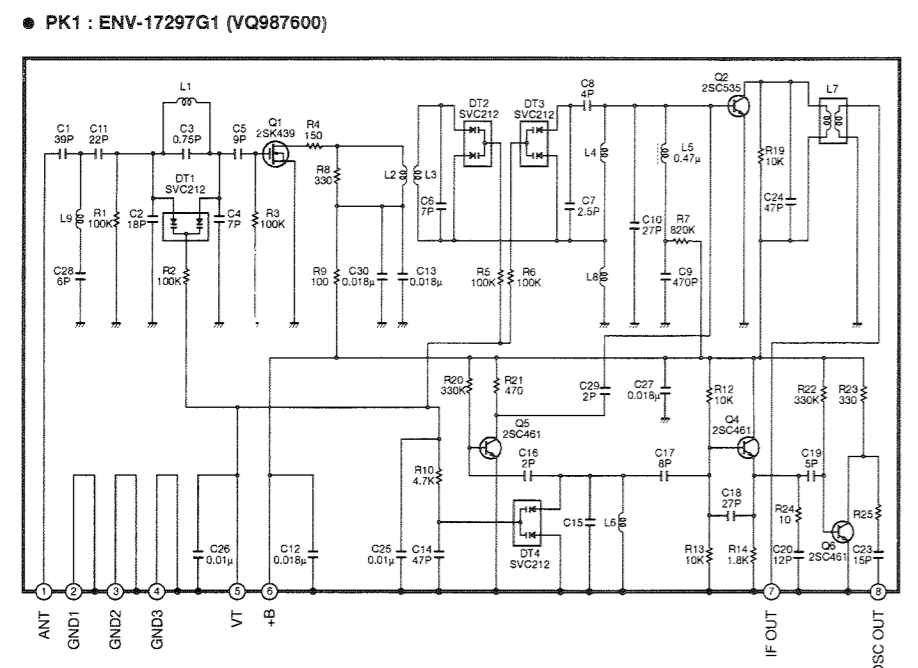 ● PK1 : ENV-17297G1 (VQ987600)
L1
C1
39P
C11
22P
C3
0.75P
C5
9P
Q1
2SK439
R4
150
DT2
SVC212
DT3
SVC212
C8
4P
Q2
2SC535
L7
DT1
SVC212
R8
330
L2
L3
L4
L5
0.47μ
R19
10K
L9
R1
100K
C2
18P
C4
7P
R3
100K
C6
7P
C7
2.5P
C10
27P
R7
820K
C24
47P
C28
6P
R2
100K
R9
100
C30
0.018μ
C13
0.018μ
R5
100K
R6
100K
L8
C9
470P
R20
330K
R21
470
C29
2P
C27
0.018μ
R12
10K
R22
330K
R23
330
Q5
2SC461
Q4
2SC461
C16
2P
C17
8P
C19
5P
R10
4.7K
C18
27P
R24
10
R25
C26
0.01μ
C12
0.018μ
C25
0.01μ
C14
47P
DT4
SVC212
C15
L6
R13
10K
R14
1.8K
C20
12P
Q6
2SC461
C23
15P
1
2
3
4
5
6
7
8
ANT
GND1
GND2
GND3
VT
+B
IF OUT
OSC OUT